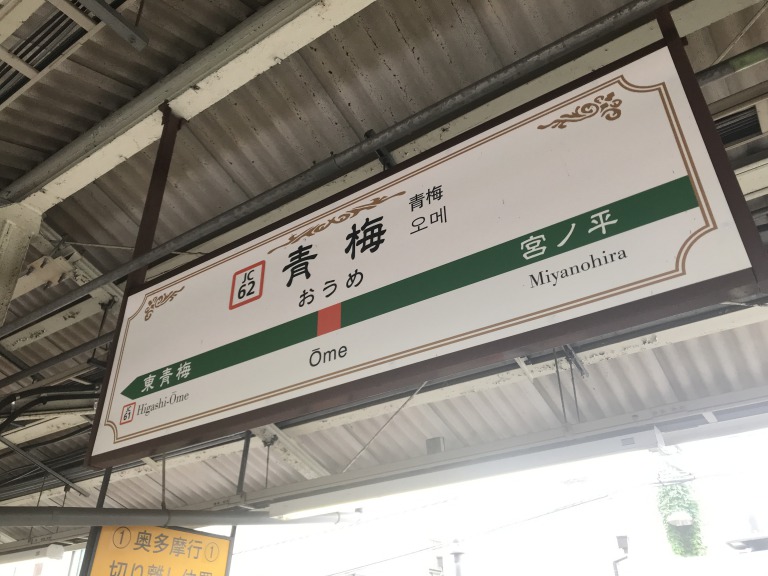 JC
62
青梅
おうめ
青梅
오메
Ōme
宮ノ平
Miyanohira
東青梅
JC
61
Higashi-Ōme
①奥多摩行①
切り離し位置